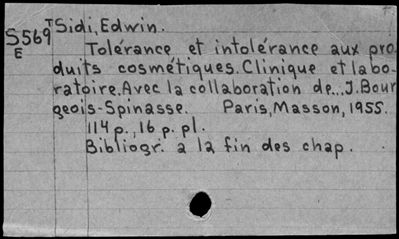 TSidi, Edwin.
S569
E
Tolérance et intolérance aux pro-
duits cosmétiques. Clinique et labo-
ratoire. Avec la collaboration de... J. Bour
geois-Spinasse. Paris, Masson, 1955.
114 p., 16 p. pl.
Bibliogr. a la fin des chap.